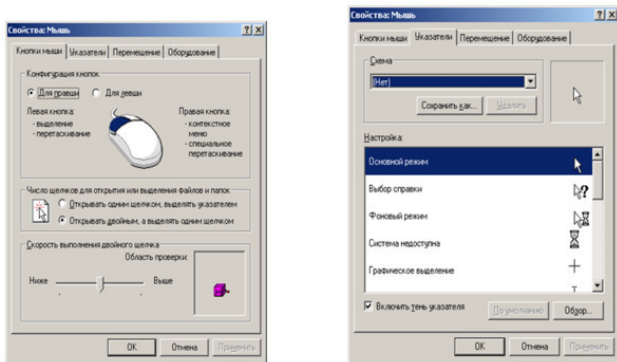 Свойства: Мышь
Кнопки мыши Указатели Перемещение Оборудование
Конфигурация кнопок
Для правши Для левши
Левая кнопка:
- выделение
- перетаскивание
Правая кнопка:
- контекстное
меню
- специальное
перетаскивание
Число щелчков для открытия или выделения файлов и папок
Открывать одним щелчком, выделять указателем
Открывать двойным, а выделять одним щелчком
Скорость выполнения двойного щелчка
Область проверки:
Ниже Выше
OK Отмена Применить
Свойства: Мышь
Кнопки мыши Указатели Перемещение Оборудование
Схема
(Нет)
Сохранить как... Удалить
Настройка:
Основной режим
Выбор справки
Фоновый режим
Система недоступна
Графическое выделение
Включить тень указателя По умолчанию Обзор...
OK Отмена Применить